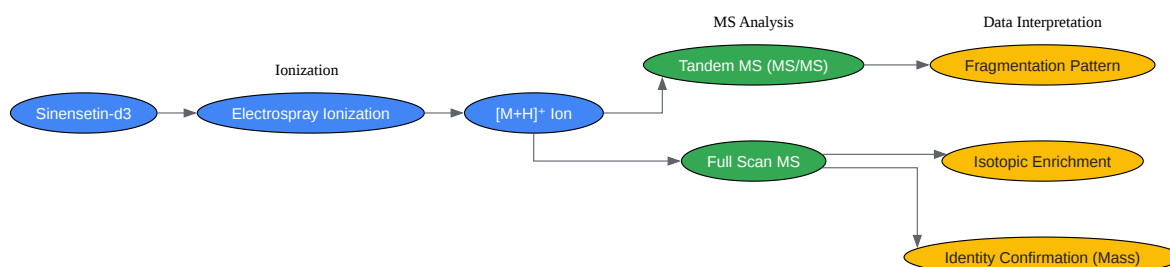 MS Analysis
Data Interpretation
Ionization
Tandem MS (MS/MS)
Fragmentation Pattern
Sinensetin-d3
Electrospray Ionization
[M+H]⁺ Ion
Full Scan MS
Isotopic Enrichment
Identity Confirmation (Mass)